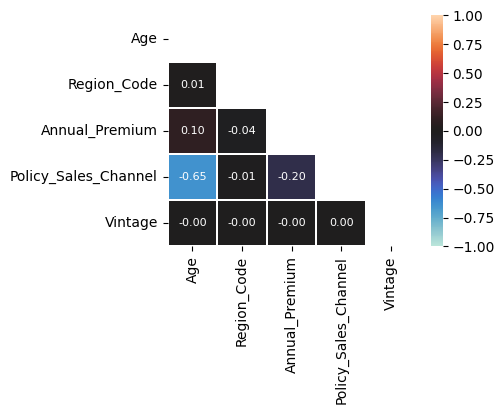 Age
Region_Code
0.01
Annual_Premium
0.10 -0.04
Policy_Sales_Channel
-0.65 -0.01 -0.20
Vintage
-0.00 -0.00 -0.00 0.00
Age
Region_Code
Annual_Premium
Policy_Sales_Channel
Vintage
1.00
0.75
0.50
0.25
0.00
−0.25
−0.50
−0.75
−1.00